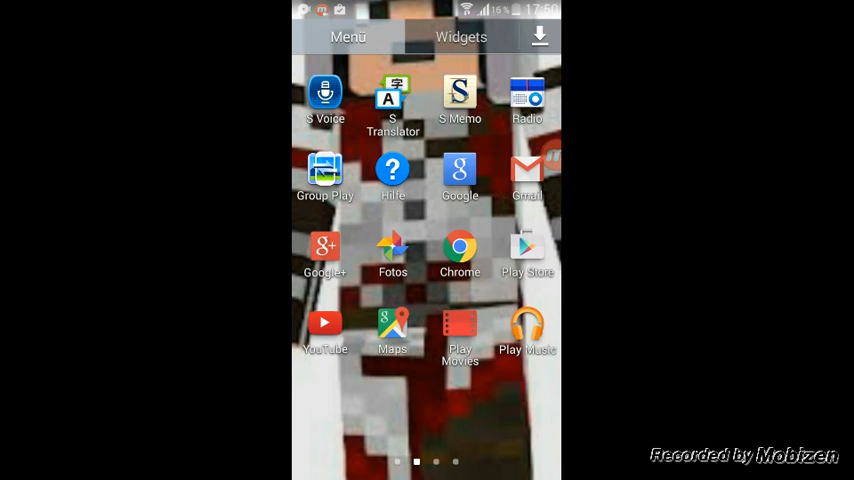 16% 17:50
Menü Widgets
S Voice S Translator S Memo Radio
Group Play Hilfe Google Gmail
Google+ Fotos Chrome Play Store
YouTube Maps Play Movies Play Music
Recorded by Mobizen